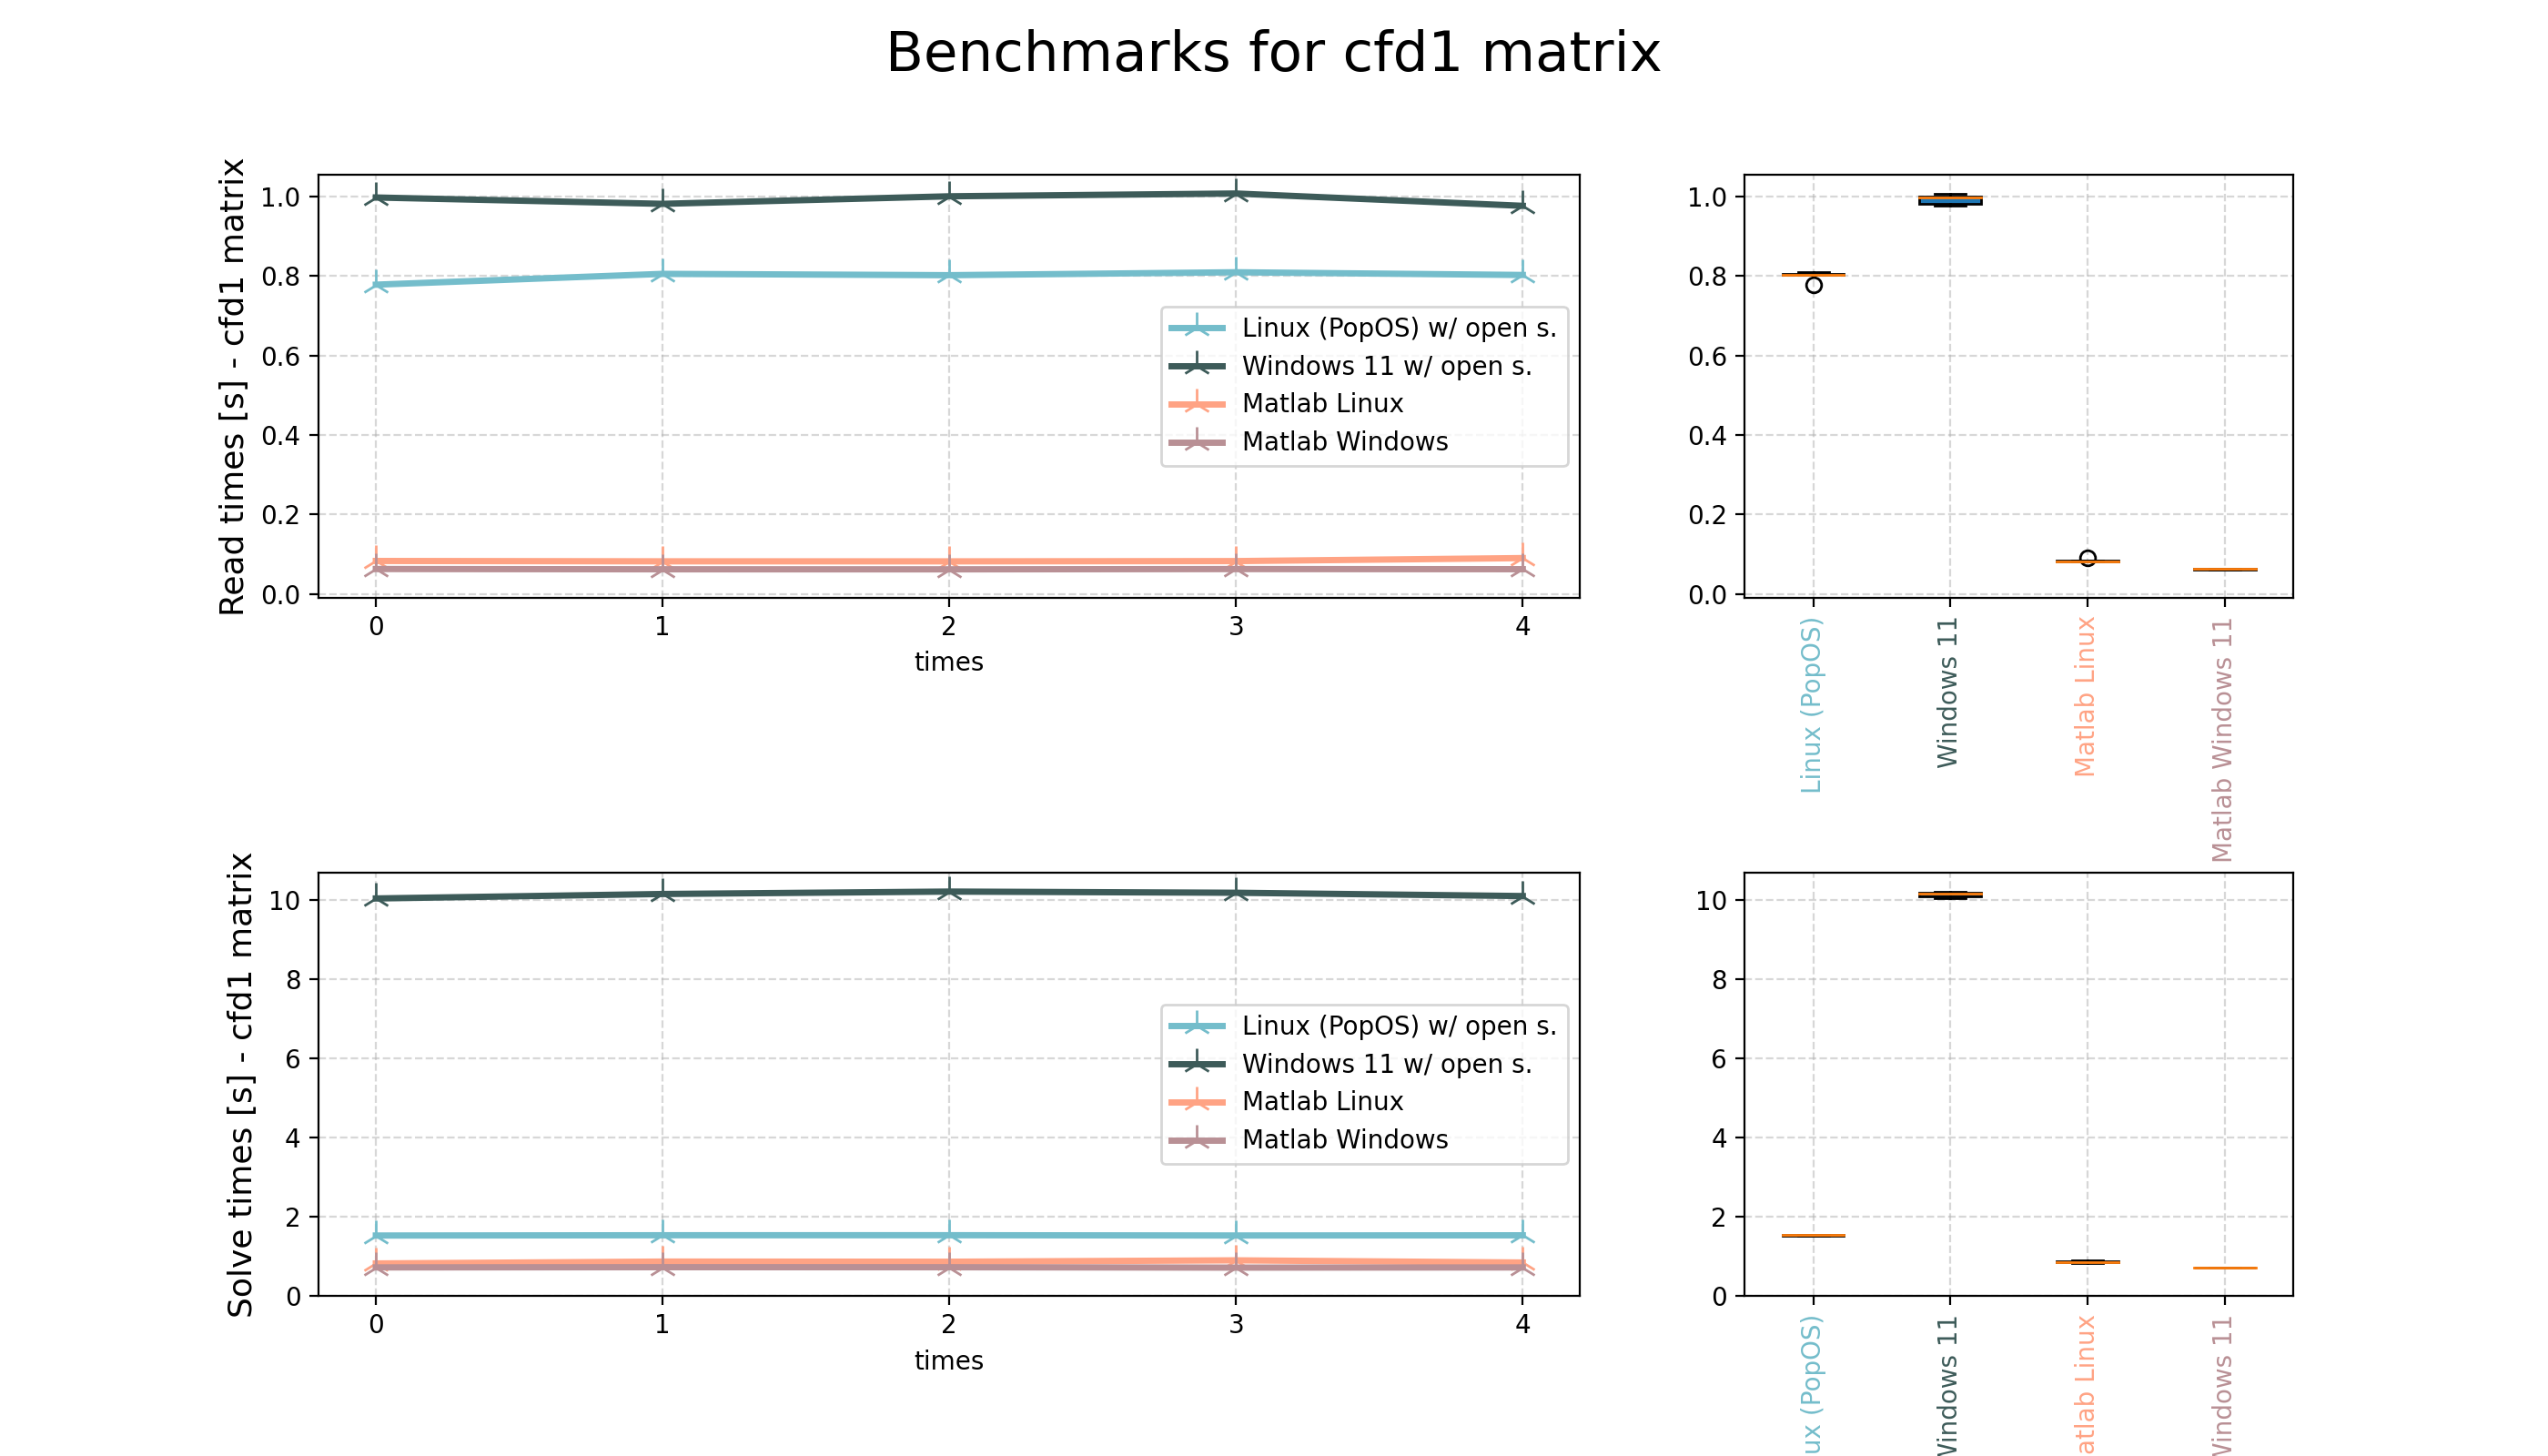 Benchmarks for cfd1 matrix
Read times [s] - cfd1 matrix
1.0
0.8
0.6
0.4
0.2
0.0
0 1 2 3 4
times
Linux (PopOS) w/ open s.
Windows 11 w/ open s.
Matlab Linux
Matlab Windows
1.0
0.8
0.6
0.4
0.2
0.0
Linux (PopOS)
Windows 11
Matlab Linux
Matlab Windows 11
Solve times [s] - cfd1 matrix
10
8
6
4
2
0
0 1 2 3 4
times
Linux (PopOS) w/ open s.
Windows 11 w/ open s.
Matlab Linux
Matlab Windows
10
8
6
4
2
0
ux (PopOS)
Windows 11
atlab Linux
Windows 11